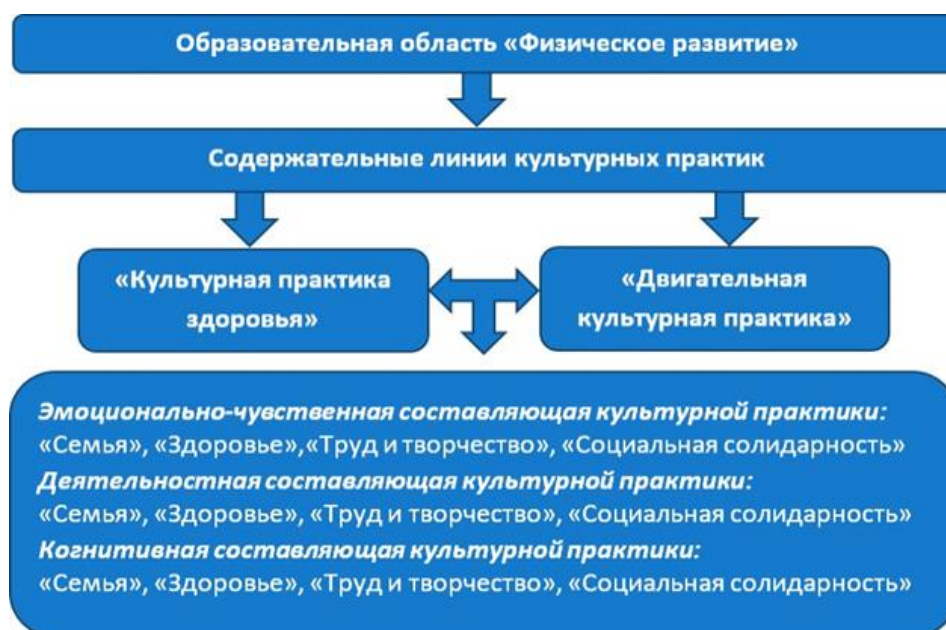 Образовательная область «Физическое развитие»
Содержательные линии культурных практик
«Культурная практика
здоровья»
«Двигательная
культурная практика»
Эмоционально-чувственная составляющая культурной практики:
«Семья», «Здоровье»,«Труд и творчество», «Социальная солидарность»
Деятельностная составляющая культурной практики:
«Семья», «Здоровье», «Труд и творчество», «Социальная солидарность»
Когнитивная составляющая культурной практики:
«Семья», «Здоровье», «Труд и творчество», «Социальная солидарность»